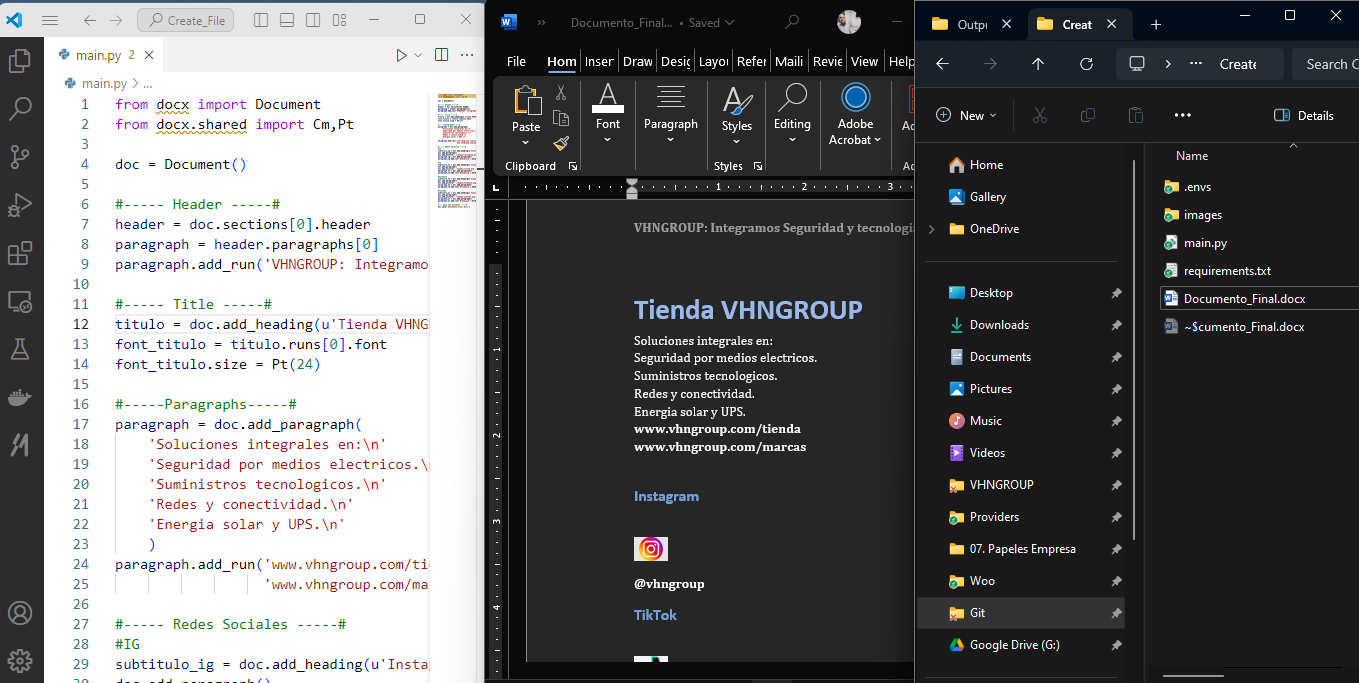 Create_File
main.py 2
main.py > ...
1 from docx import Document
2 from docx.shared import Cm,Pt
3
4 doc = Document()
5
6 #----- Header -----#
7 header = doc.sections[0].header
8 paragraph = header.paragraphs[0]
9 paragraph.add_run('VHNGROUP: Integramo
10
11 #----- Title -----#
12 titulo = doc.add_heading(u'Tienda VHNG
13 font_titulo = titulo.runs[0].font
14 font_titulo.size = Pt(24)
15
16 #-----Paragraphs-----#
17 paragraph = doc.add_paragraph(
18 'Soluciones integrales en:\n'
19 'Seguridad por medios electricos.\
20 'Suministros tecnologicos.\n'
21 'Redes y conectividad.\n'
22 'Energia solar y UPS.\n'
23 )
24 paragraph.add_run('www.vhngroup.com/tie
25 'www.vhngroup.com/ma
26
27 #----- Redes Sociales -----#
28 #IG
29 subtitulo_ig = doc.add_heading(u'Insta
30 doc.add_paragraph()
Documento_Final... • Saved
File Hom Inser Draw Desig Layou Refer Maili Revie View Help
Paste
Font
Paragraph
Styles
Editing
Adobe
Acrobat
Clipboard
Styles
1 2 3
VHNGROUP: Integramos Seguridad y tecnologia
Tienda VHNGROUP
Soluciones integrales en:
Seguridad por medios electricos.
Suministros tecnologicos.
Redes y conectividad.
Energia solar y UPS.
www.vhngroup.com/tienda
www.vhngroup.com/marcas
Instagram
@vhngroup
TikTok
Outpu
Creat
Create
Search C
New
Details
Home
Gallery
OneDrive
Desktop
Downloads
Documents
Pictures
Music
Videos
VHNGROUP
Providers
07. Papeles Empresa
Woo
Git
Google Drive (G:)
Name
.envs
images
main.py
requirements.txt
Documento_Final.docx
~$cumento_Final.docx